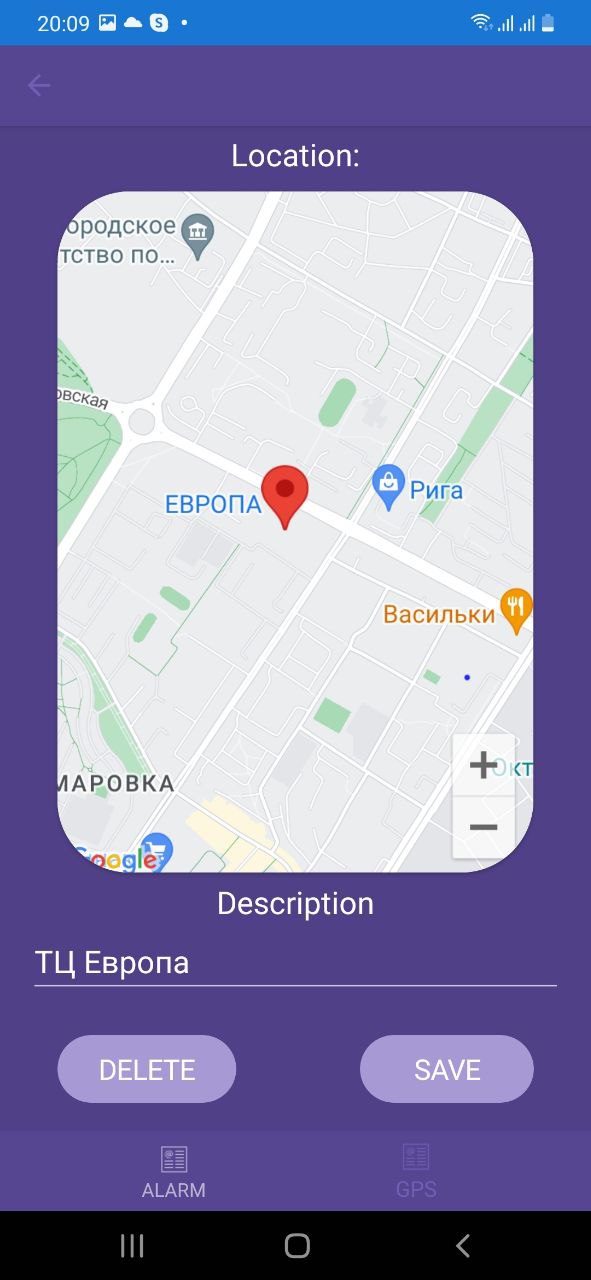 20:09
Location:
ородское
тство по...
овская
ЕВРОПА
Рига
Васильки
Окт
МАРОВКА
Google
Description
ТЦ Европа
DELETE
SAVE
ALARM
GPS